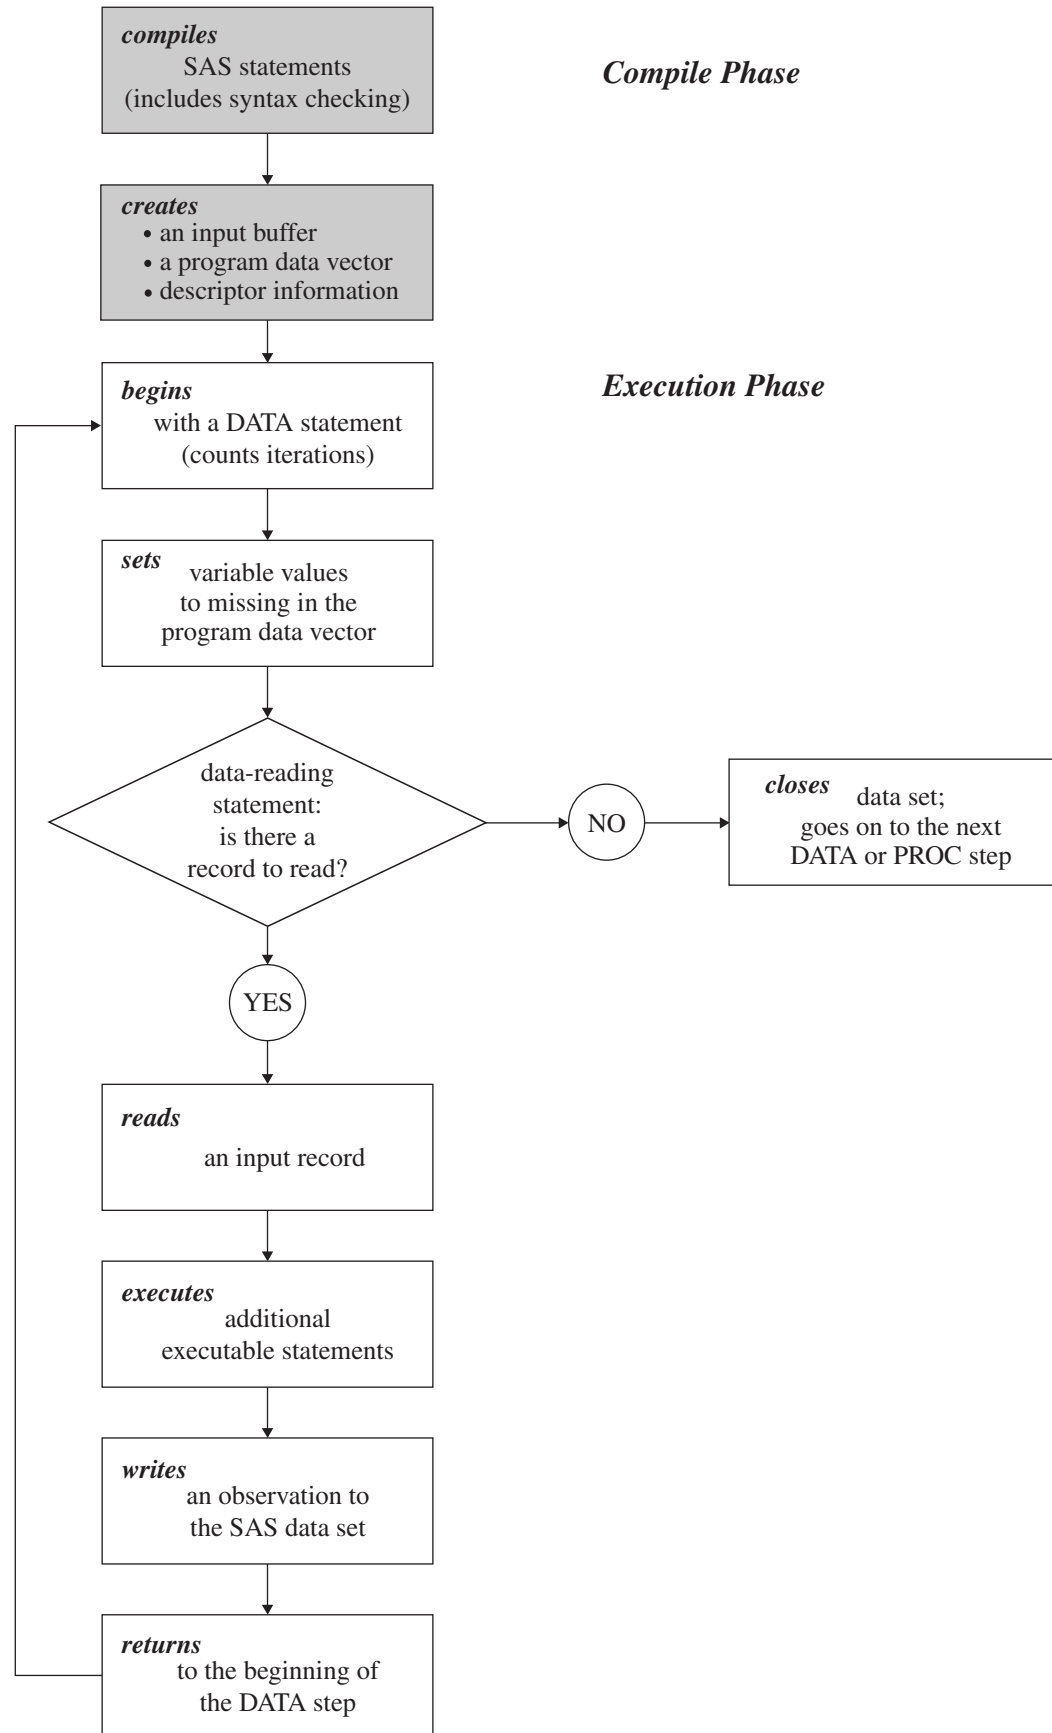 compiles
SAS statements
(includes syntax checking)
Compile Phase
creates
• an input buffer
• a program data vector
• descriptor information
begins
with a DATA statement
(counts iterations)
Execution Phase
sets variable values
to missing in the
program data vector
data-reading
statement:
is there a
record to read?
NO
closes data set;
goes on to the next
DATA or PROC step
YES
reads
an input record
executes
additional
executable statements
writes
an observation to
the SAS data set
returns
to the beginning of
the DATA step